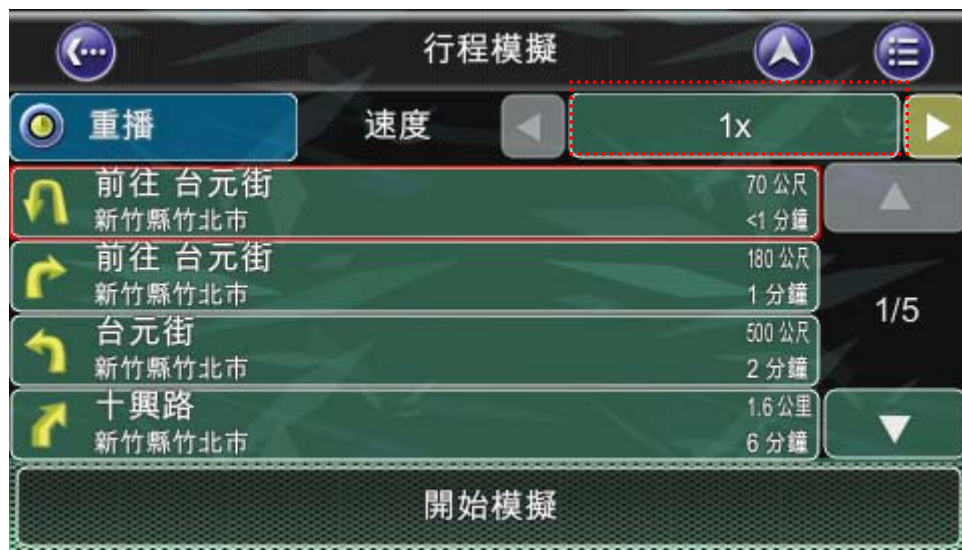 行程模擬
重播
速度
1x
前往 台元街
70 公尺
新竹縣竹北市
<1 分鐘
前往 台元街
180 公尺
新竹縣竹北市
1 分鐘
台元街
500 公尺
新竹縣竹北市
2 分鐘
十興路
1.6 公里
新竹縣竹北市
6 分鐘
1/5
開始模擬